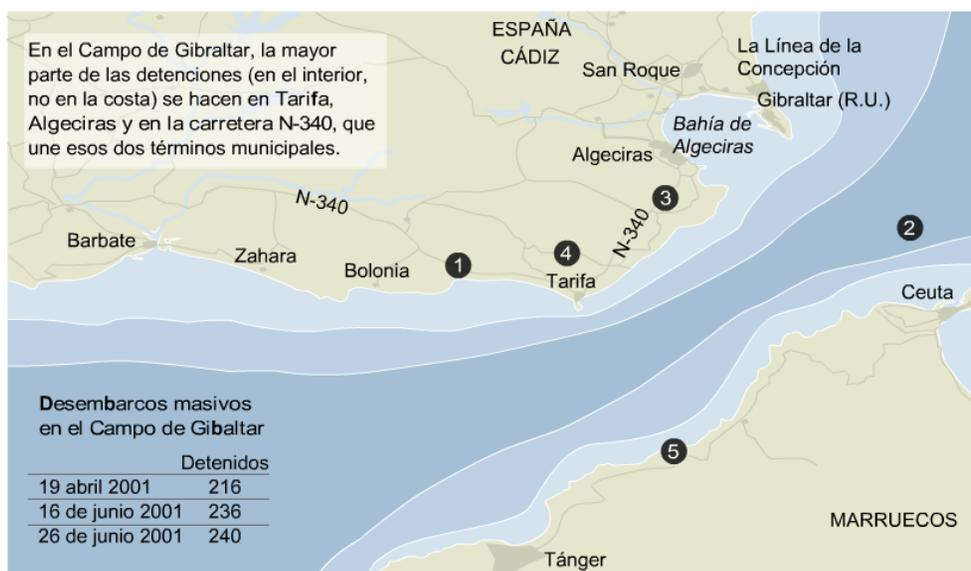 En el Campo de Gibraltar, la mayor
parte de las detenciones (en el interior,
no en la costa) se hacen en Tarifa,
Algeciras y en la carretera N-340, que
une esos dos términos municipales.
ESPAÑA
CÁDIZ
La Línea de la
Concepción
San Roque
Gibraltar (R.U.)
Bahía de
Algeciras
Algeciras
N-340
3
N-340
2
Barbate
Zahara
Bolonia
1
4
Tarifa
Ceuta
Desembarcos masivos
en el Campo de Gibaltar
Detenidos
19 abril 2001 216
16 de junio 2001 236
26 de junio 2001 240
5
MARRUECOS
Tánger